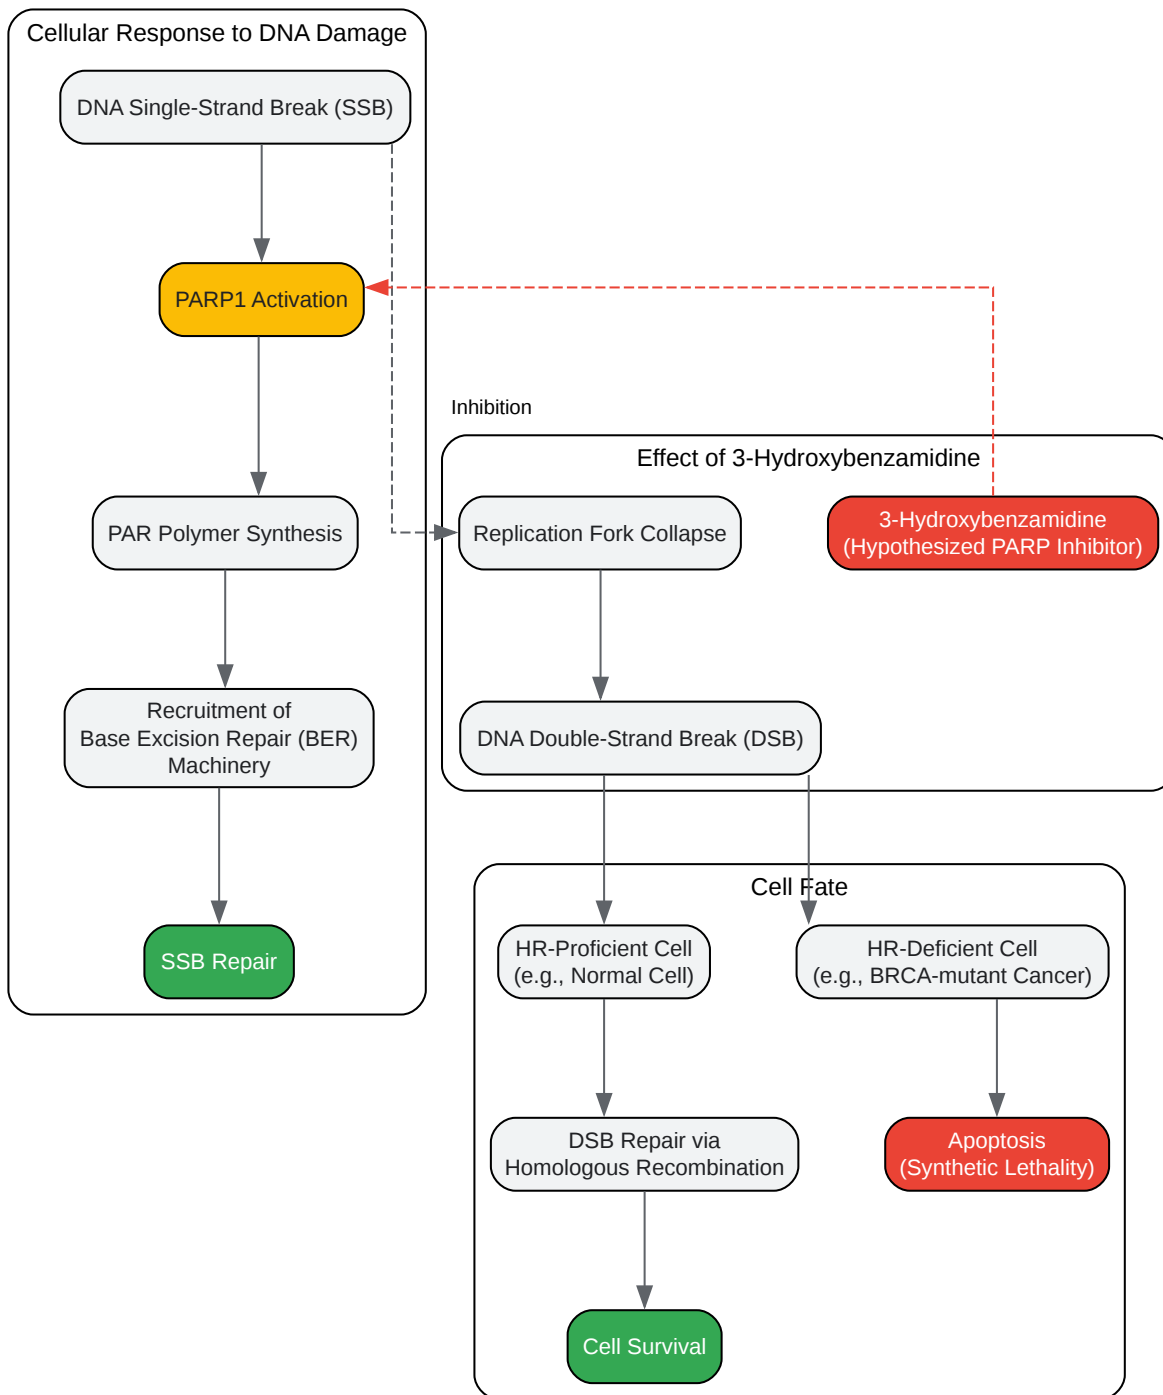 Cellular Response to DNA Damage
DNA Single-Strand Break (SSB)
PARP1 Activation
PAR Polymer Synthesis
Recruitment of
Base Excision Repair (BER)
Machinery
SSB Repair
Inhibition
Effect of 3-Hydroxybenzamidine
Replication Fork Collapse
3-Hydroxybenzamidine
(Hypothesized PARP Inhibitor)
DNA Double-Strand Break (DSB)
Cell Fate
HR-Proficient Cell
(e.g., Normal Cell)
HR-Deficient Cell
(e.g., BRCA-mutant Cancer)
DSB Repair via
Homologous Recombination
Apoptosis
(Synthetic Lethality)
Cell Survival